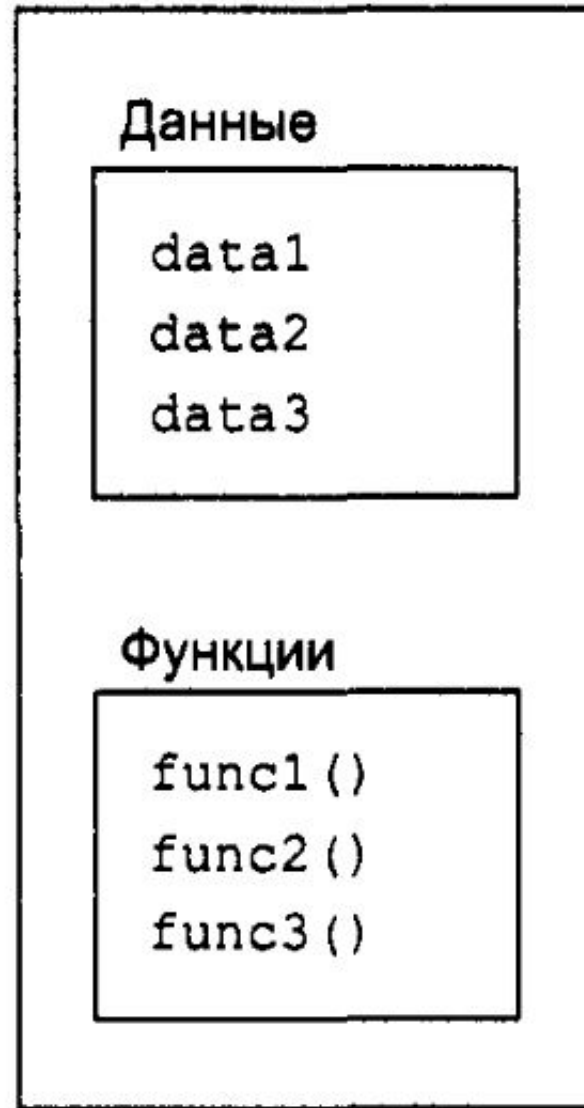 Данные
data1
data2
data3
Функции
func1()
func2()
func3()